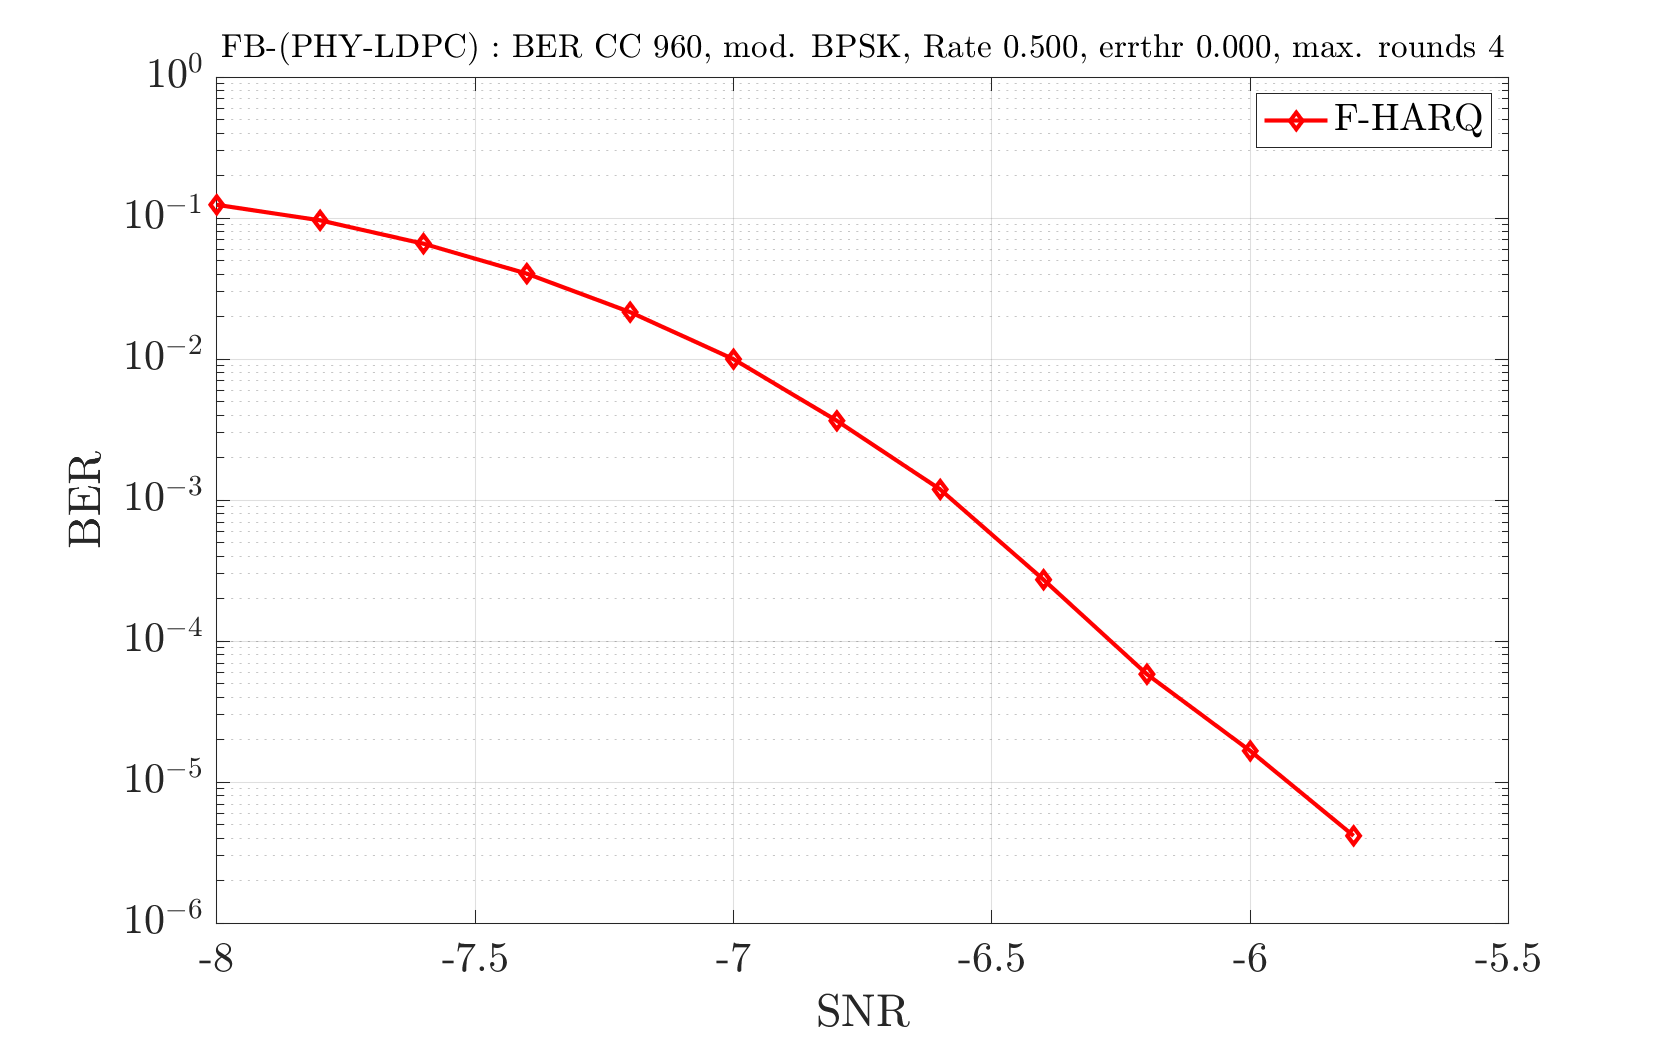 FB-(PHY-LDPC) : BER CC 960, mod. BPSK, Rate 0.500, errthr 0.000, max. rounds 4
10^0
F-HARQ
10^{-1}
10^{-2}
10^{-3}
10^{-4}
10^{-5}
10^{-6}
BER
-8 -7.5 -7 -6.5 -6 -5.5
SNR